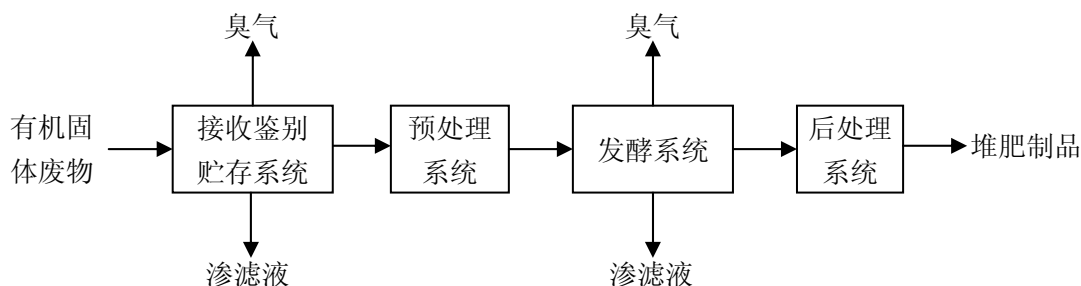 臭气
臭气
有机固
体废物
接收鉴别
贮存系统
预处理
系统
发酵系统
后处理
系统
堆肥制品
渗滤液
渗滤液